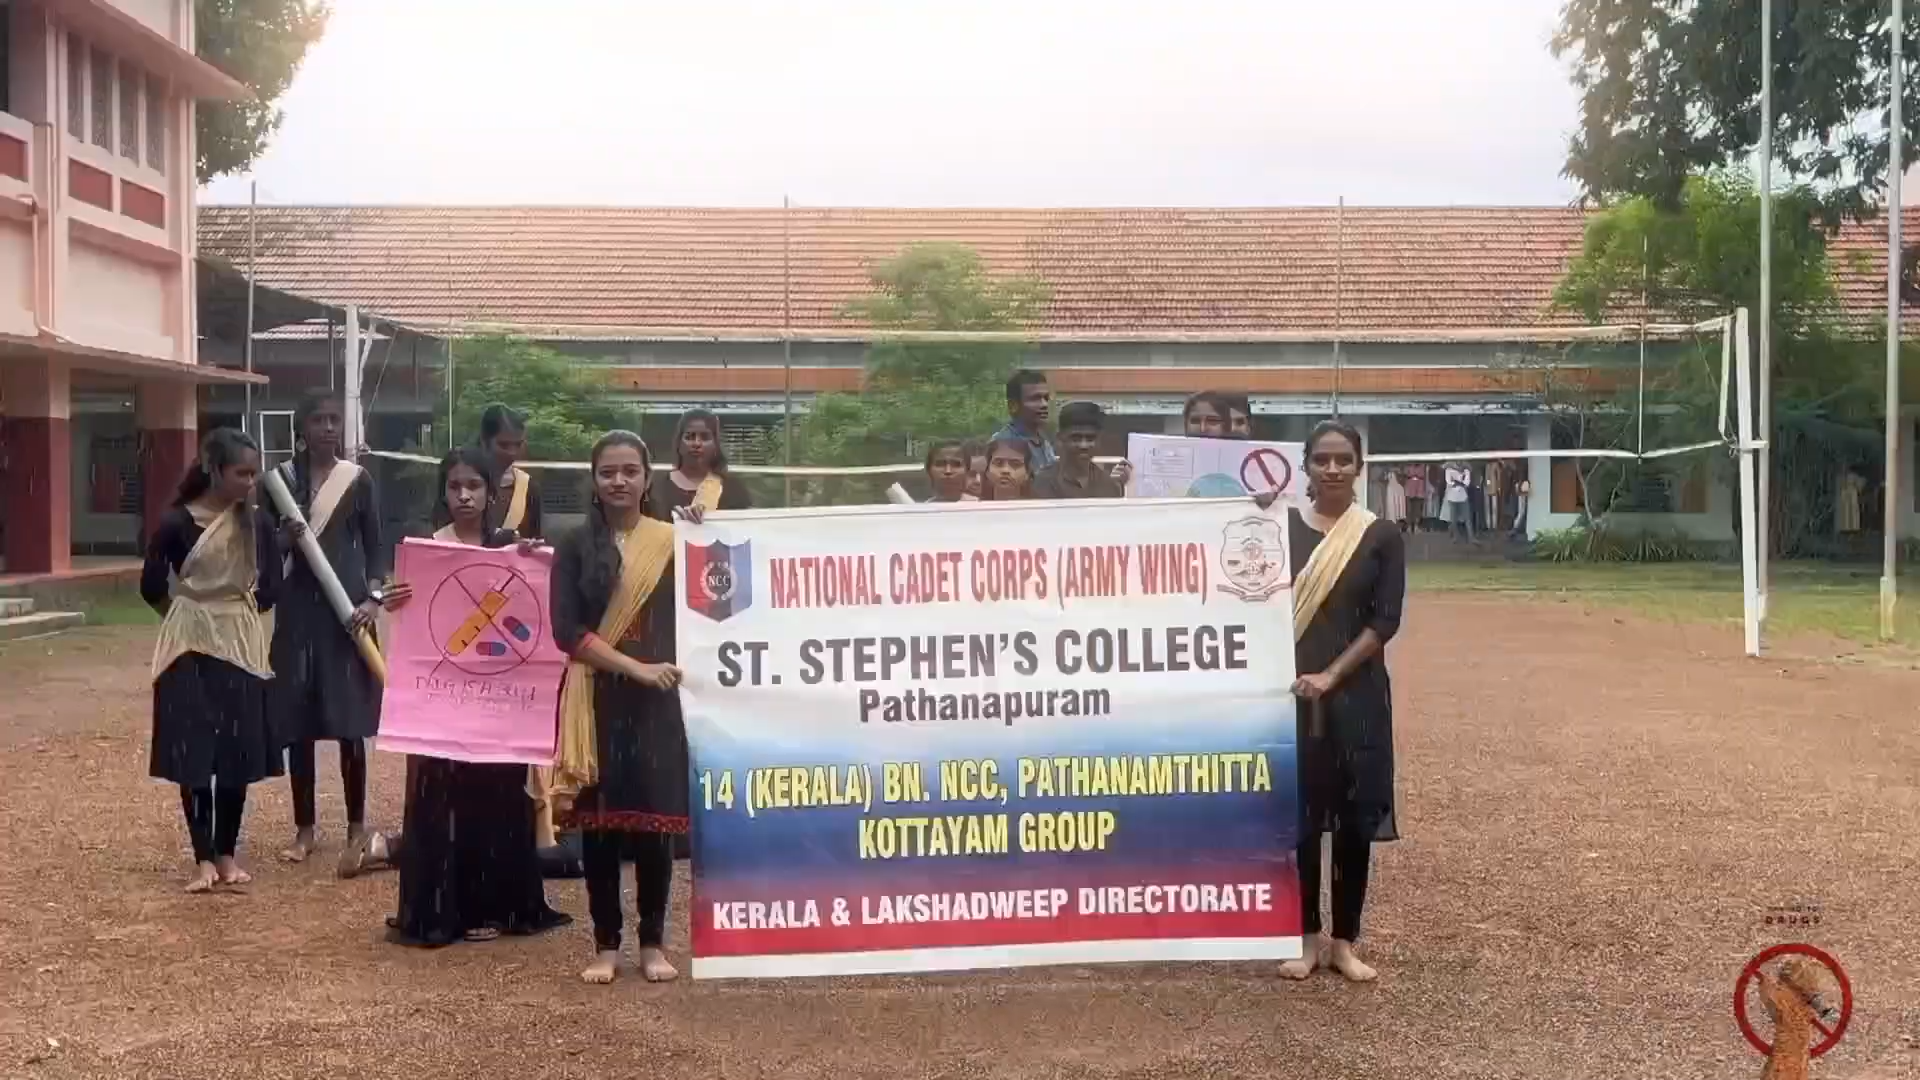 NCC
NATIONAL CADET CORPS (ARMY WING)
ST. STEPHEN'S COLLEGE
Pathanapuram
14 (KERALA) BN. NCC, PATHANAMTHITTA
KOTTAYAM GROUP
KERALA & LAKSHADWEEP DIRECTORATE
DRUGS